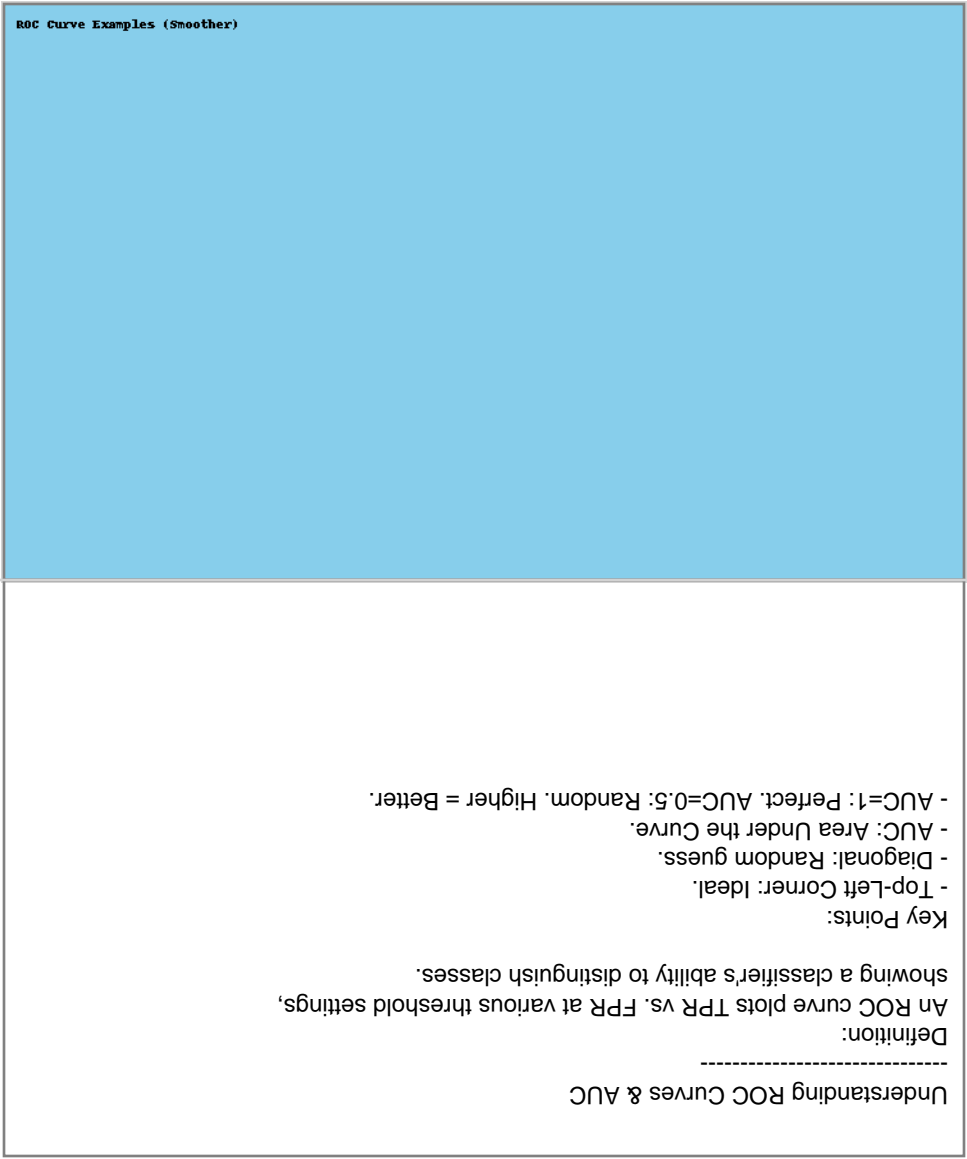 ROC Curve Examples (Smoother)
Understanding ROC Curves & AUC
-------------------------------
Definition:
An ROC curve plots TPR vs. FPR at various threshold settings,
showing a classifier's ability to distinguish classes.
Key Points:
- Top-Left Corner: Ideal.
- Diagonal: Random guess.
- AUC: Area Under the Curve.
- AUC=1: Perfect. AUC=0.5: Random. Higher = Better.